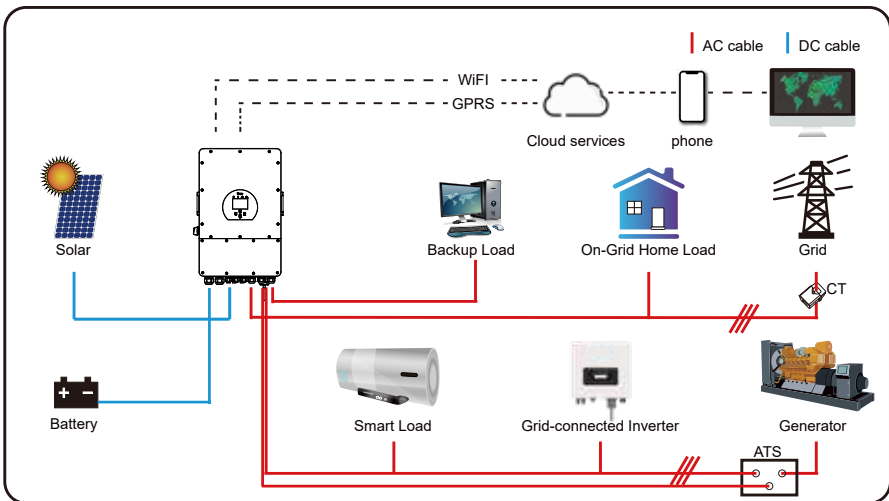 AC cable
DC cable
WiFI
GPRS
Cloud services
phone
Solar
Backup Load
On-Grid Home Load
Grid
CT
Battery
Smart Load
Grid-connected Inverter
Generator
ATS